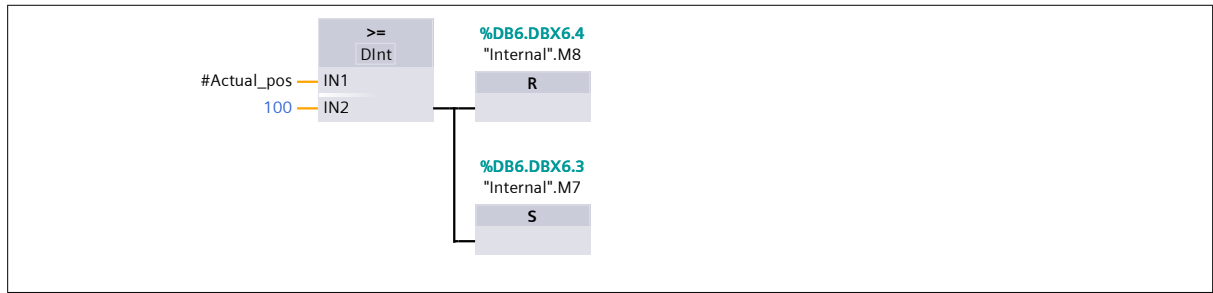 >=
DInt
#Actual_pos
IN1
100
IN2
%DB6.DBX6.4
"Internal".M8
R
%DB6.DBX6.3
"Internal".M7
S